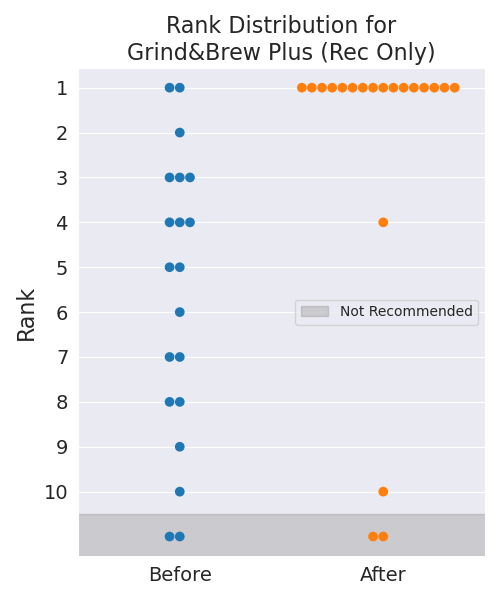 Rank Distribution for
Grind&Brew Plus (Rec Only)
Rank
1
2
3
4
5
6
7
8
9
10
Not Recommended
Before
After